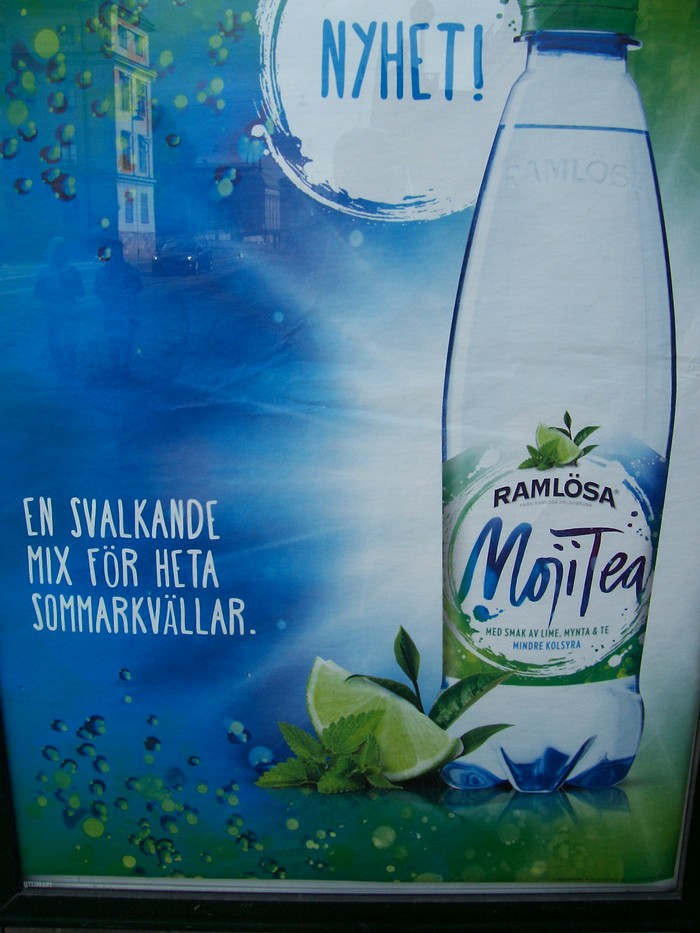 NYHET!
RAMLÖSA
EN SVALKANDE
MIX FÖR HETA
SOMMARKVÄLLAR.
RAMLÖSA
MojiTea
MED SMAK AV LIME, MYNTA & TE
MINDRE KOLSYRA